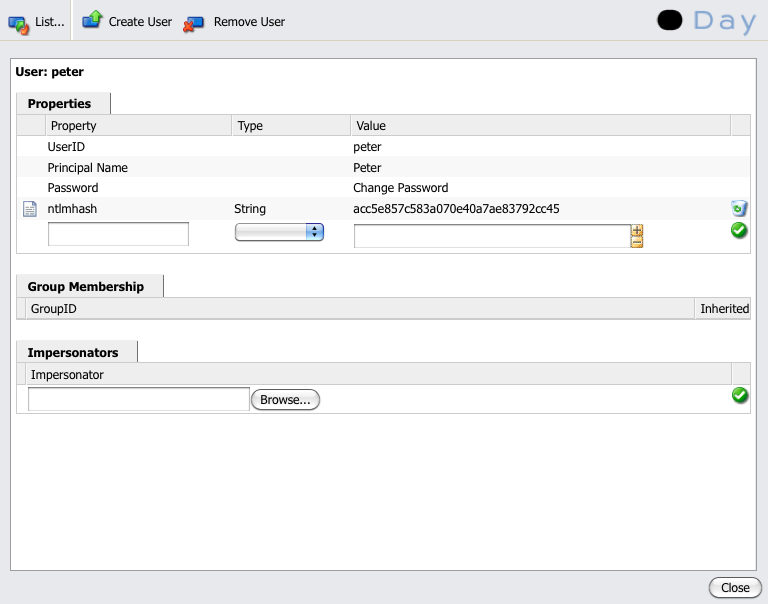 List... Create User Remove User Day
User: peter
Properties
Property Type Value
UserID peter
Principal Name Peter
Password Change Password
ntlmhash String acc5e857c583a070e40a7ae83792cc45
Group Membership
GroupID Inherited
Impersonators
Impersonator
Browse...
Close